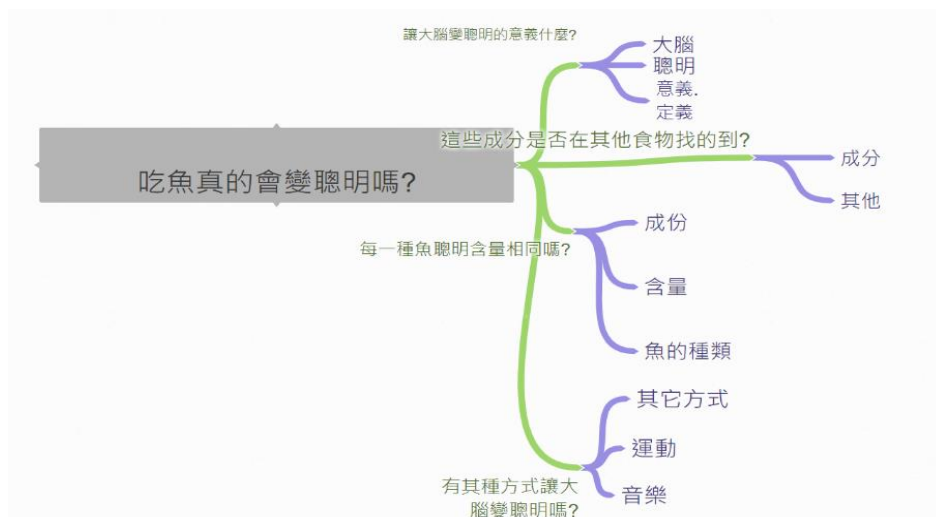 讓大腦變聰明的意義什麼?
大腦
聰明
意義.
定義
這些成分是否在其他食物找的到?
成分
其他
吃魚真的會變聰明嗎?
每一種魚聰明含量相同嗎?
成份
含量
魚的種類
其它方式
運動
音樂
有其種方式讓大
腦變聰明嗎?